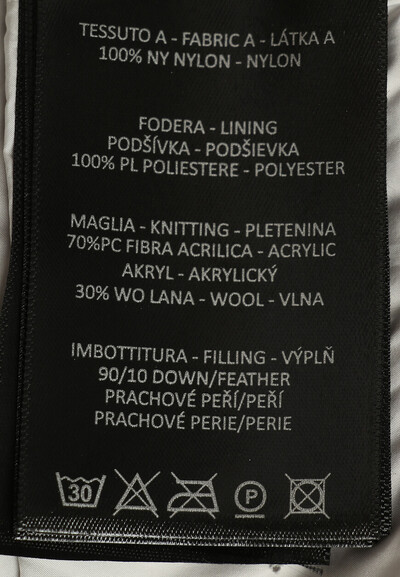 TESSUTO A - FABRIC A - LÁTKA A
100% NY NYLON - NYLON
FODERA - LINING
PODŠÍVKA - PODŠIEVKA
100% PL POLIESTERE - POLYESTER
MAGLIA - KNITTING - PLETENINA
70%PC FIBRA ACRILICA - ACRYLIC
AKRYL - AKRYLICKÝ
30% WO LANA - WOOL - VLNA
IMBOTTITURA - FILLING - VÝPLŇ
90/10 DOWN/FEATHER
PRACHOVÉ PEŘÍ/PEŘÍ
PRACHOVÉ PERIE/PERIE
30 P